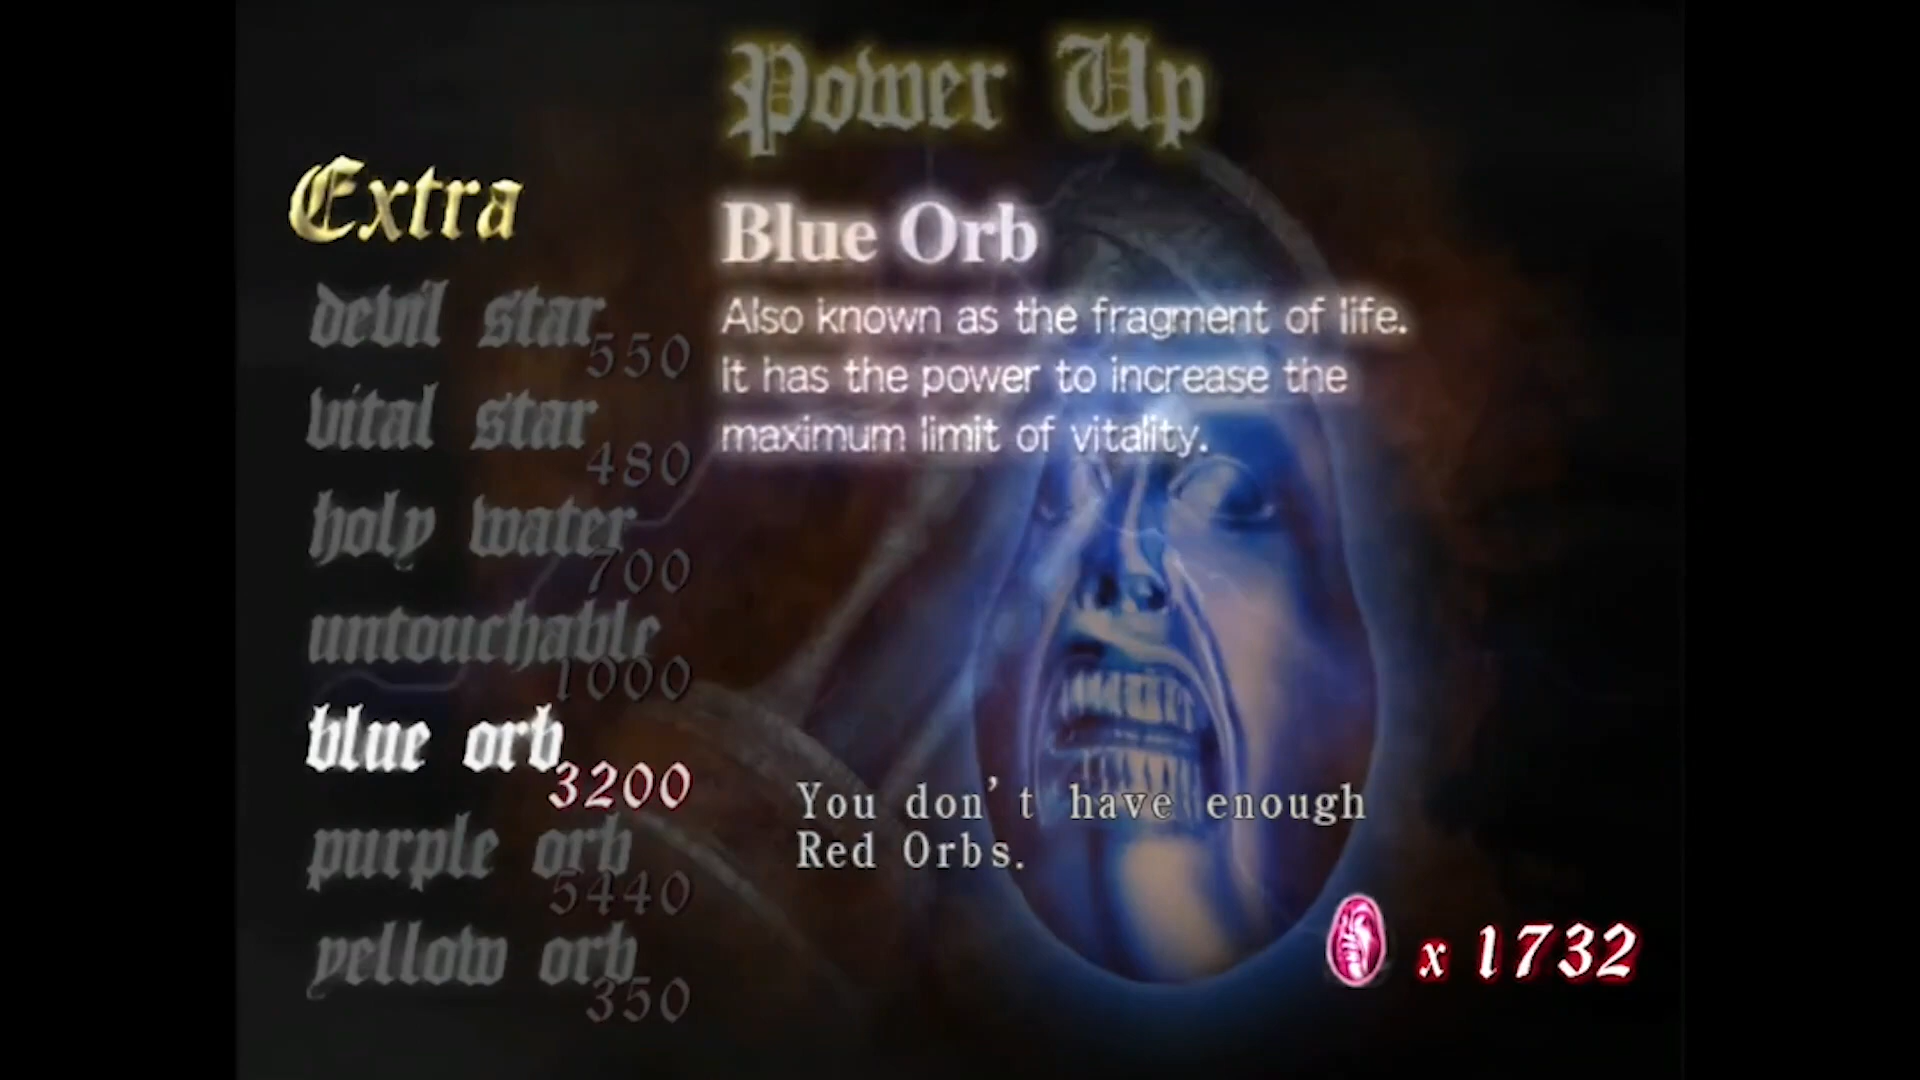 Power Up
Extra
devil star
550
vital star
480
holy water
700
untouchable
1000
blue orb
3200
purple orb
5440
yellow orb
350
Blue Orb
Also known as the fragment of life.
It has the power to increase the
maximum limit of vitality.
You don't have enough
Red Orbs.
x 1732